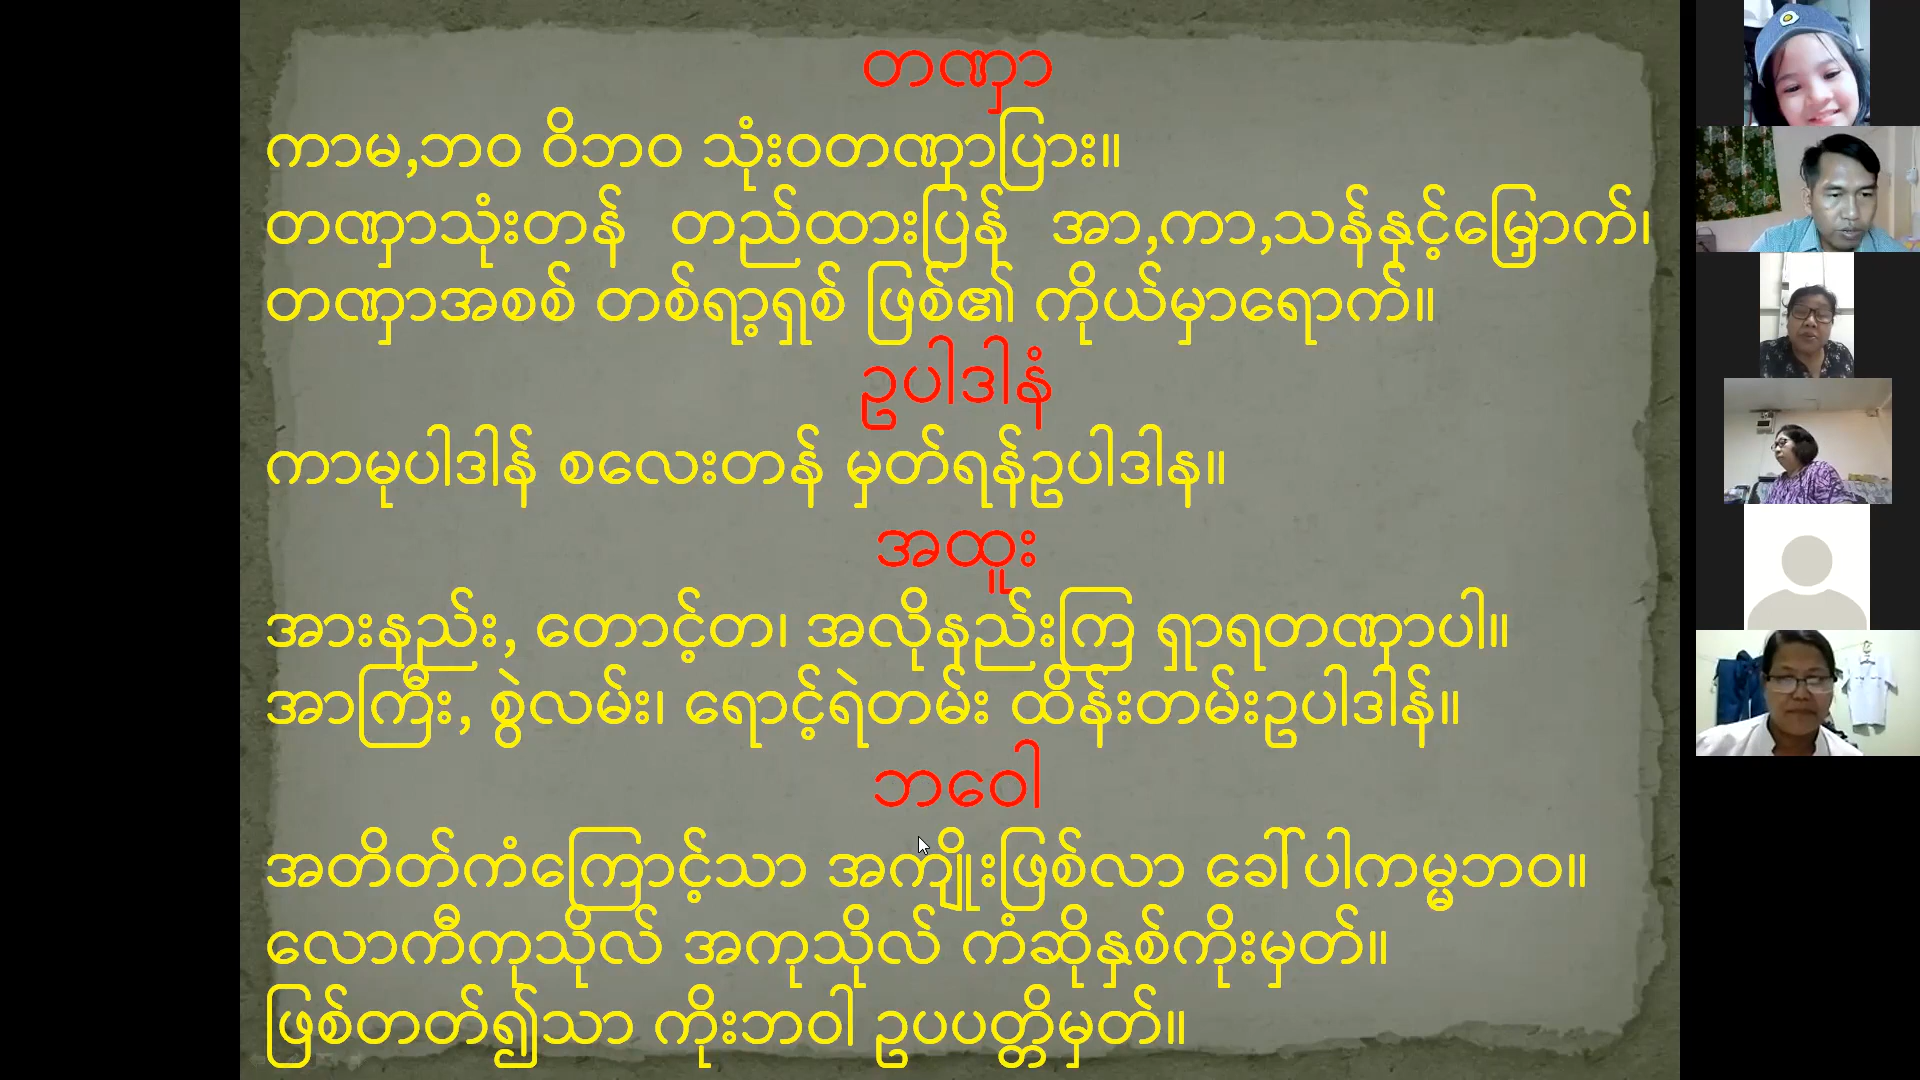 တဏှာ
ကာမ,ဘဝ ဝိဘဝ သုံးဝတဏှာပြား။
တဏှာသုံးတန် တည်ထားပြန် အာ,ကာ,သန်နှင့်မြှောက်၊
တဏှာအစစ် တစ်ရာ့ရှစ် ဖြစ်၏ ကိုယ်မှာရောက်။
ဥပါဒါနံ
ကာမုပါဒါန် စလေးတန် မှတ်ရန်ဥပါဒါန။
အထူး
အားနည်း, တောင့်တ၊ အလိုနည်းကြ ရှာရတဏှာပါ။
အာကြီး, စွဲလမ်း၊ ရောင့်ရဲတမ်း ထိန်းတမ်းဥပါဒါန်။
ဘဝေါ
အတိတ်ကံကြောင့်သာ အကျိုးဖြစ်လာ ခေါ်ပါကမ္မဘဝ။
လောကီကုသိုလ် အကုသိုလ် ကံဆိုနှစ်ကိုးမှတ်။
ဖြစ်တတ်၍သာ ကိုးဘဝါ ဥပပတ္တိမှတ်။